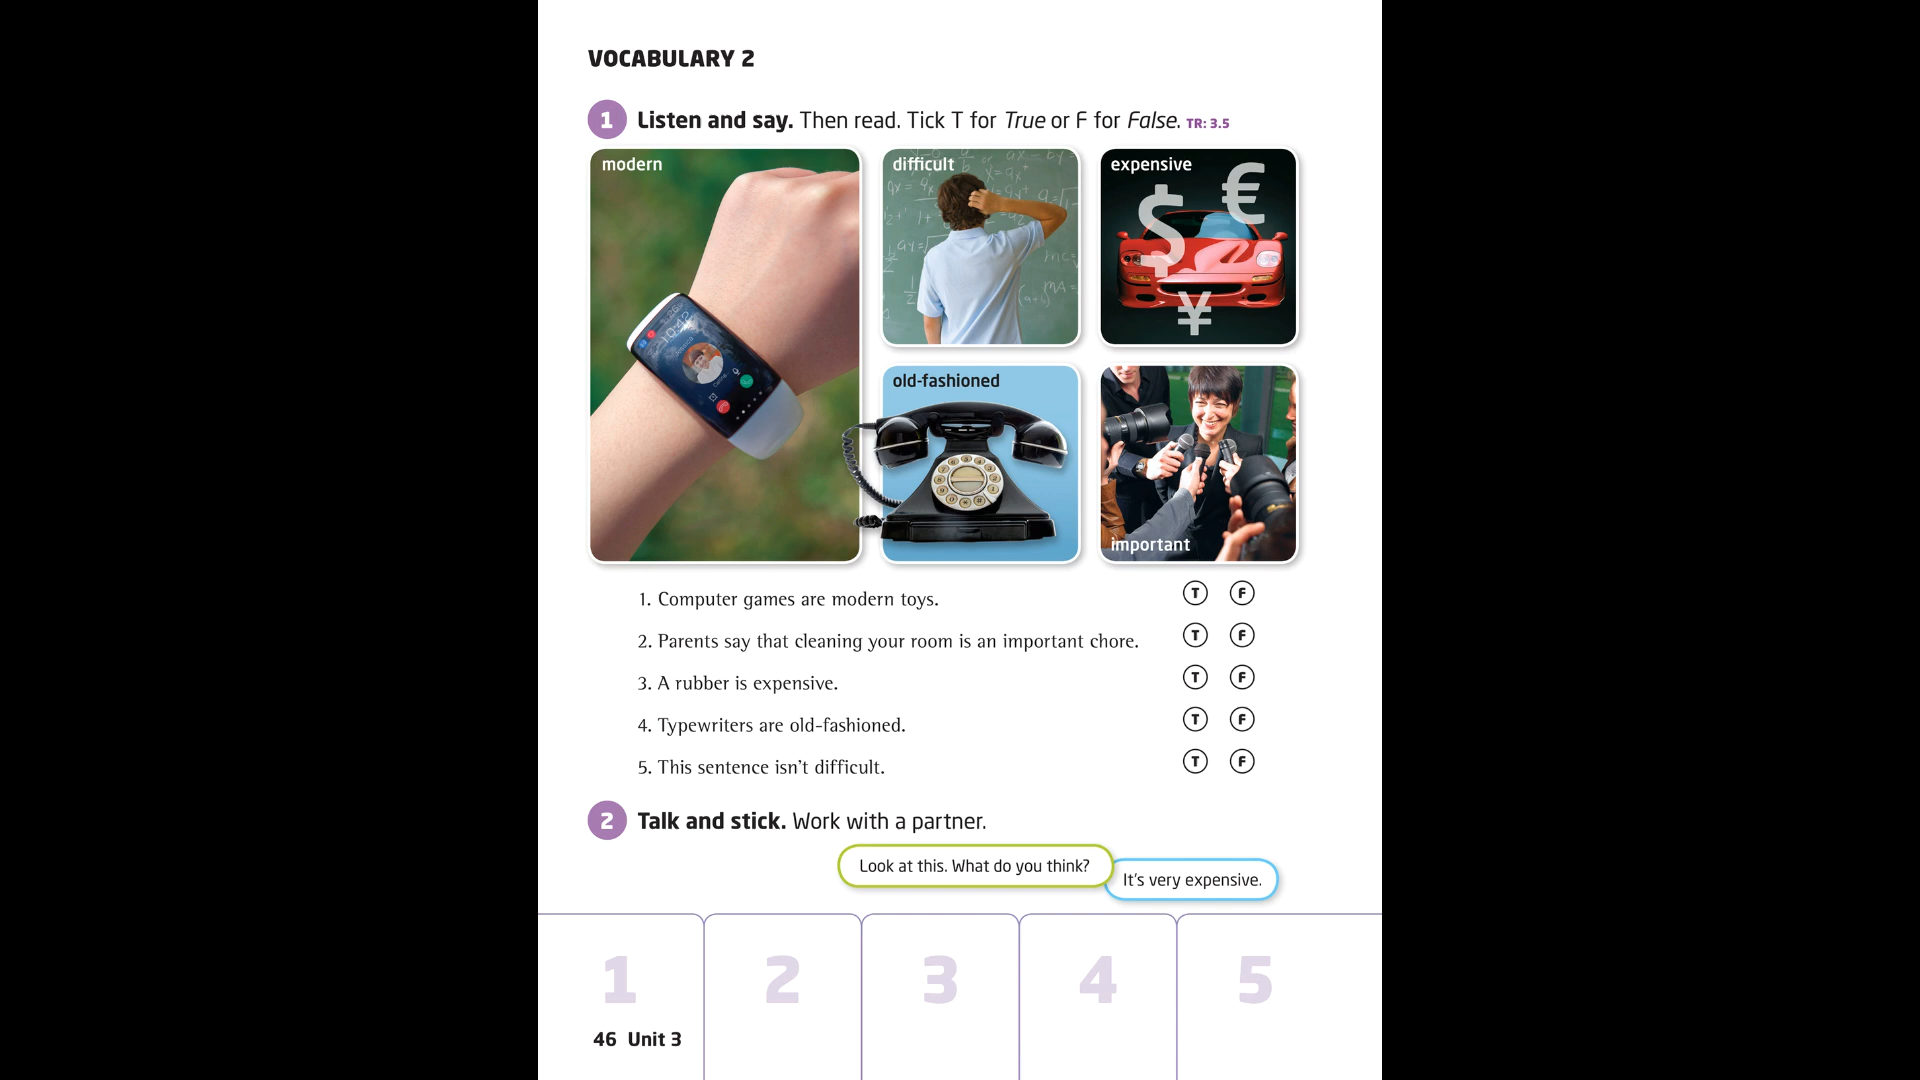 VOCABULARY 2
1 Listen and say. Then read. Tick T for True or F for False. TR: 3.5
modern
difficult
expensive
old-fashioned
important
1. Computer games are modern toys. T F
2. Parents say that cleaning your room is an important chore. T F
3. A rubber is expensive. T F
4. Typewriters are old-fashioned. T F
5. This sentence isn't difficult. T F
2 Talk and stick. Work with a partner.
Look at this. What do you think?
It's very expensive.
1 2 3 4 5
46 Unit 3